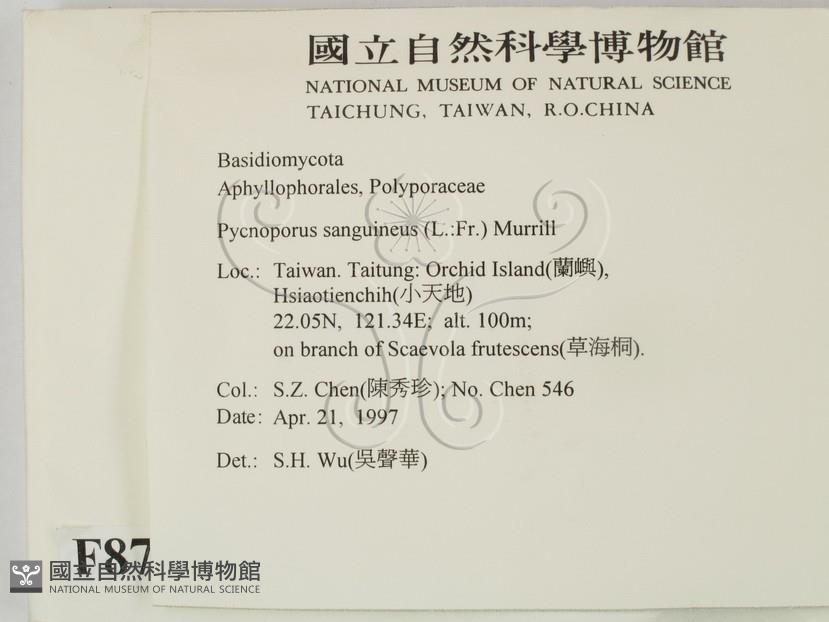 國立自然科學博物館
NATIONAL MUSEUM OF NATURAL SCIENCE
TAICHUNG, TAIWAN, R.O.CHINA
Basidiomycota
Aphyllophorales, Polyporaceae
Pycnoporus sanguineus (L.:Fr.) Murrill
Loc.: Taiwan. Taitung: Orchid Island(蘭嶼),
Hsiaotienchih(小天地)
22.05N, 121.34E; alt. 100m;
on branch of Scaevola frutescens(草海桐).
Col.: S.Z. Chen(陳秀珍); No. Chen 546
Date: Apr. 21, 1997
Det.: S.H. Wu(吳聲華)
F87
國立自然科學博物館
NATIONAL MUSEUM OF NATURAL SCIENCE